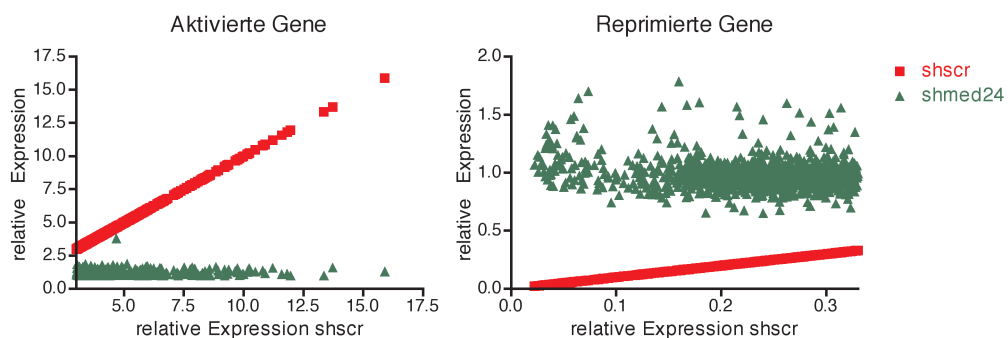 Aktivierte Gene
17.5
15.0
12.5
10.0
7.5
5.0
2.5
0.0
relative Expression
5.0 7.5 10.0 12.5 15.0 17.5
relative Expression shscr
Reprimierte Gene
2.0
1.5
1.0
0.5
0.0
relative Expression
0.0 0.1 0.2 0.3
relative Expression shscr
shscr
shmed24